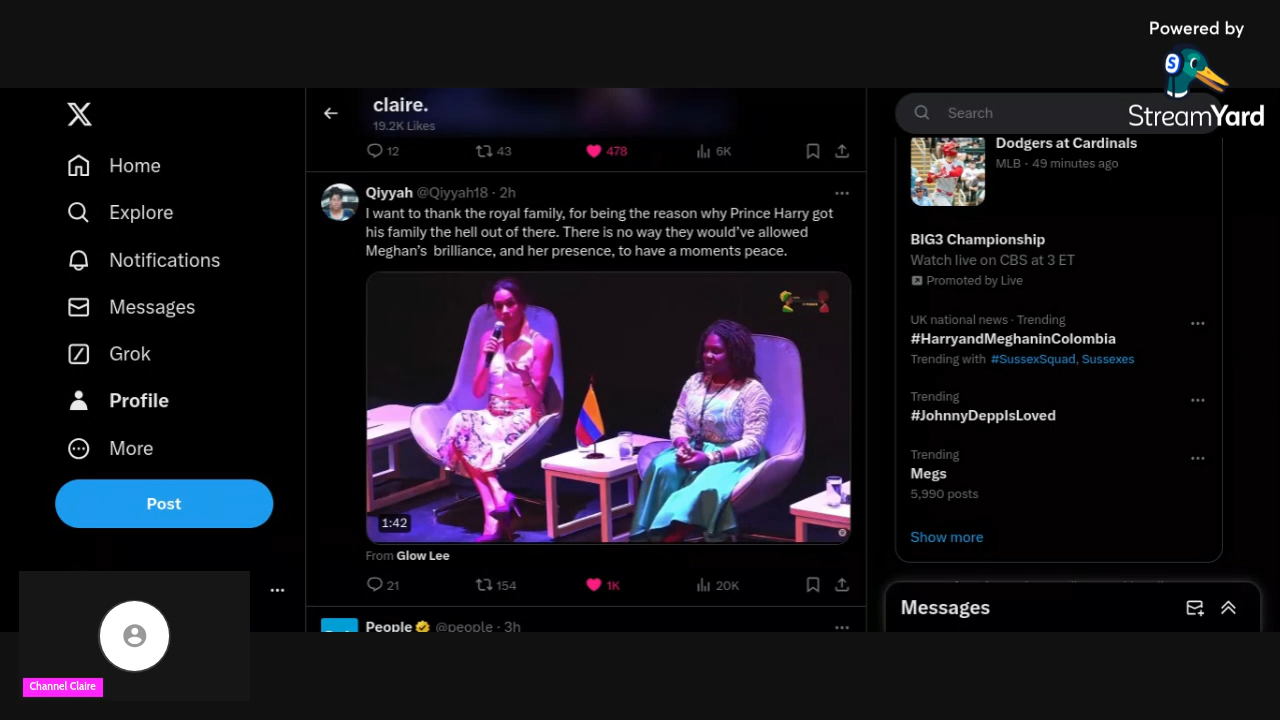 Powered by
StreamYard
X
Home
Explore
Notifications
Messages
Grok
Profile
More
Post
Channel Claire
claire.
19.2K Likes
12
43
478
6K
Qiyyah @Qiyyah18 · 2h
I want to thank the royal family, for being the reason why Prince Harry got
his family the hell out of there. There is no way they would've allowed
Meghan's brilliance, and her presence, to have a moments peace.
1:42
From Glow Lee
21
154
1K
20K
People @people · 3h
Search
Dodgers at Cardinals
MLB · 49 minutes ago
BIG3 Championship
Watch live on CBS at 3 ET
Promoted by Live
UK national news · Trending
#HarryandMeghaninColombia
Trending with #SussexSquad, Sussexes
Trending
#JohnnyDeppIsLoved
Trending
Megs
5,990 posts
Show more
Messages